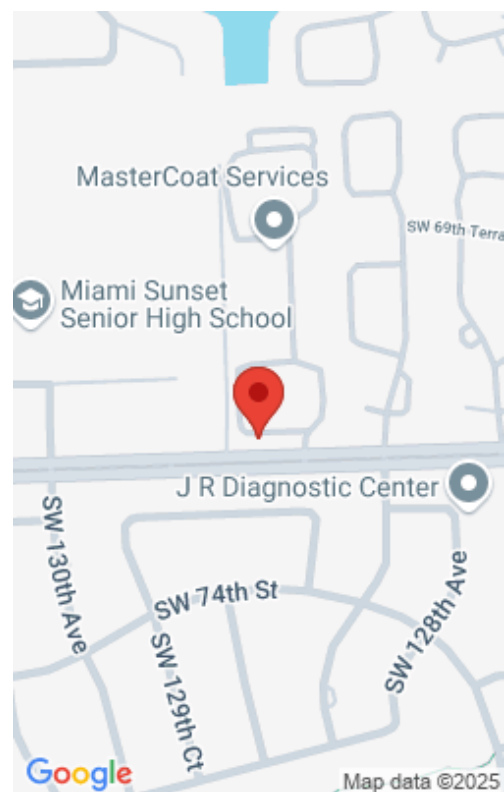 MasterCoat Services
SW 69th Terra
Miami Sunset
Senior High School
J R Diagnostic Center
SW 130th Ave
SW 74th St
SW 129th Ct
SW 128th Ave
Google
Map data ©2025